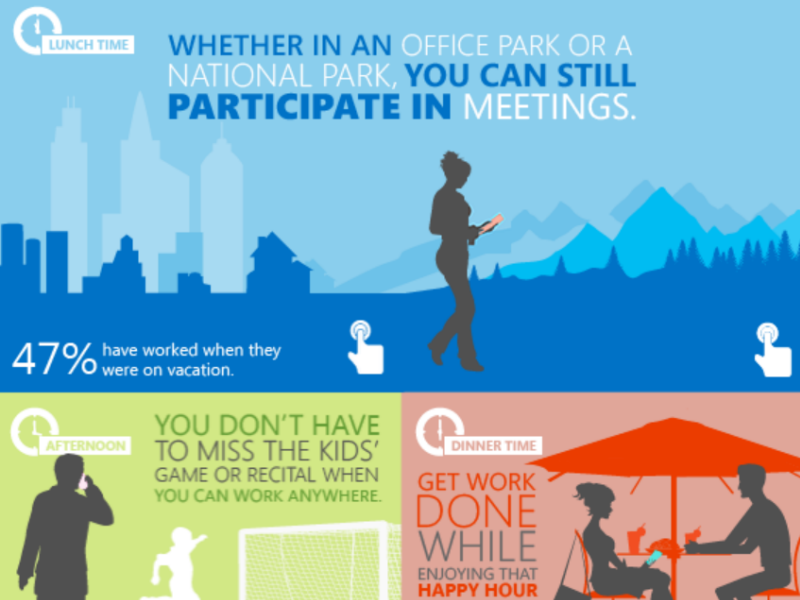 LUNCH TIME
WHETHER IN AN OFFICE PARK OR A
NATIONAL PARK, YOU CAN STILL
PARTICIPATE IN MEETINGS.
47% have worked when they
were on vacation.
AFTERNOON
YOU DON'T HAVE
TO MISS THE KIDS'
GAME OR RECITAL WHEN
YOU CAN WORK ANYWHERE.
DINNER TIME
GET WORK
DONE
WHILE
ENJOYING THAT
HAPPY HOUR